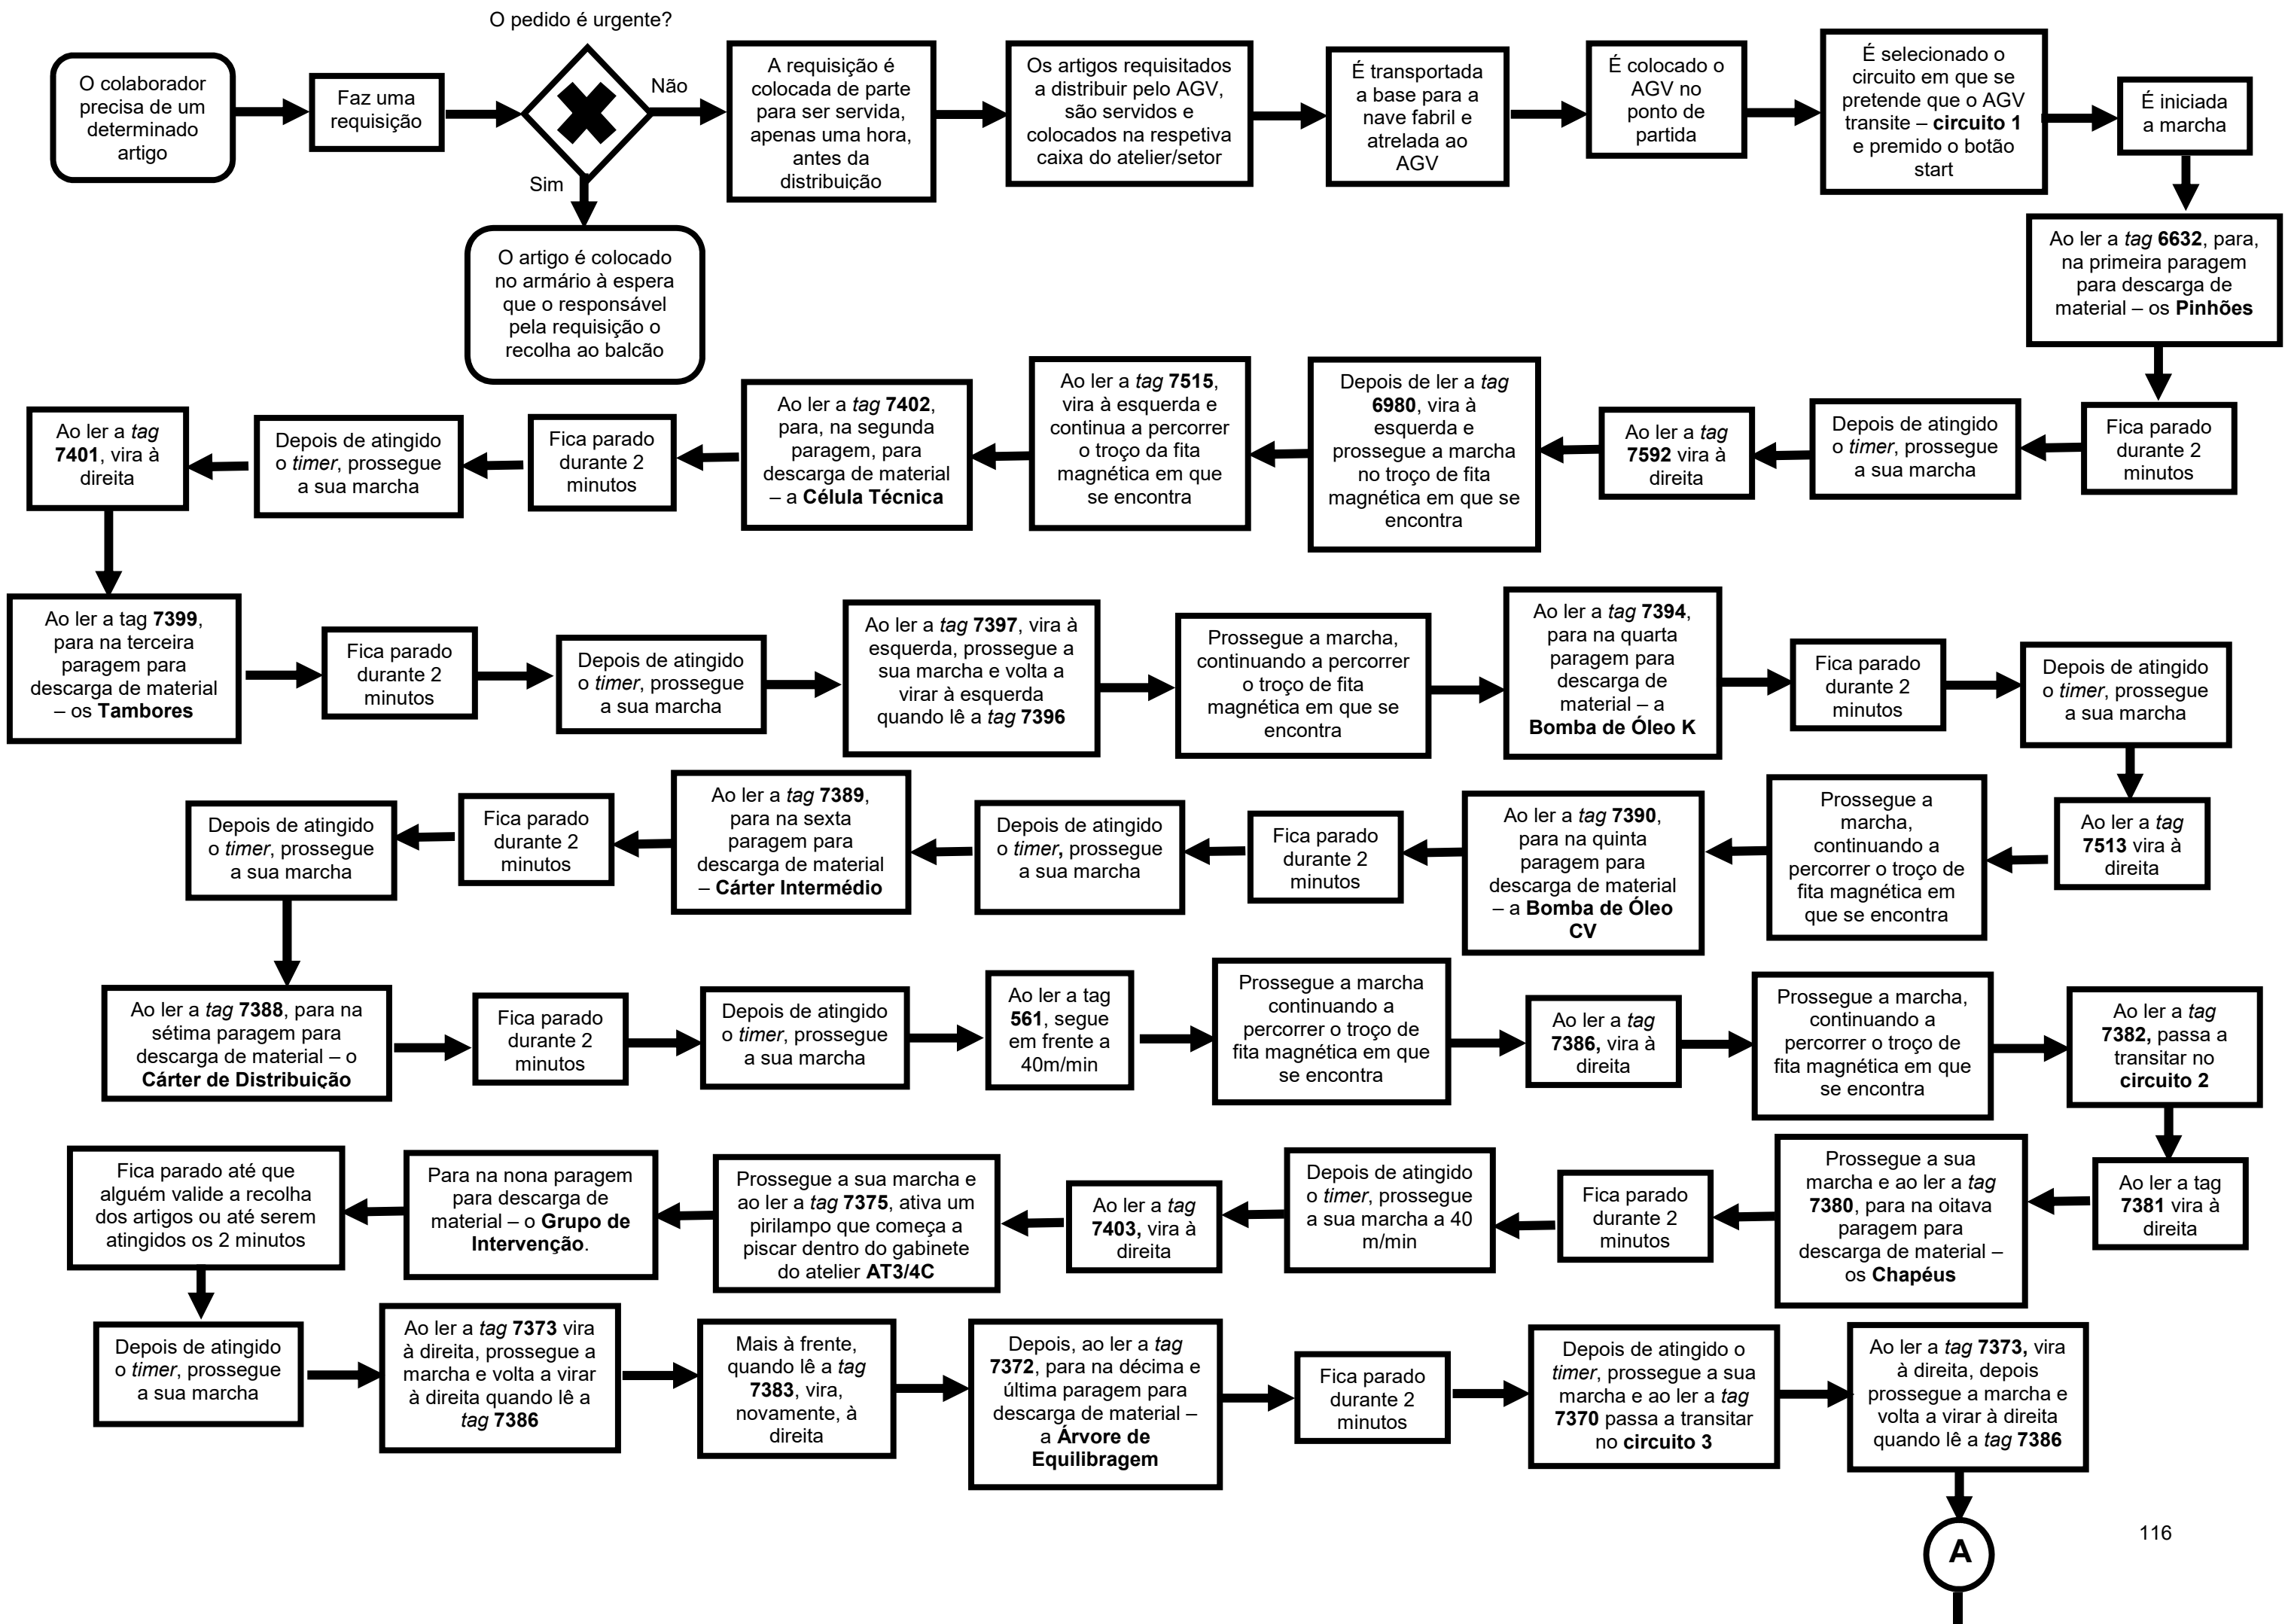 O pedido é urgente?
O colaborador
precisa de um
determinado
artigo
Faz uma
requisição
Não
Sim
A requisição é
colocada de parte
para ser servida,
apenas uma hora,
antes da
distribuição
Os artigos requisitados
a distribuir pelo AGV,
são servidos e
colocados na respetiva
caixa do atelier/setor
É transportada
a base para a
nave fabril e
atrelada ao
AGV
É colocado o
AGV no
ponto de
partida
É selecionado o
circuito em que se
pretende que o AGV
transite – circuito 1
e premido o botão
start
É iniciada
a marcha
O artigo é colocado
no armário à espera
que o responsável
pela requisição o
recolha ao balcão
Ao ler a tag 6632, para,
na primeira paragem
para descarga de
material – os Pinhões
Fica parado
durante 2
minutos
Depois de atingido
o timer, prossegue
a sua marcha
Ao ler a tag
7592 vira à
direita
Depois de ler a tag
6980, vira à
esquerda e
prossegue a marcha
no troço de fita
magnética em que se
encontra
Ao ler a tag 7515,
vira à esquerda e
continua a percorrer
o troço da fita
magnética em que
se encontra
Ao ler a tag 7402,
para, na segunda
paragem, para
descarga de material
– a Célula Técnica
Fica parado
durante 2
minutos
Depois de atingido
o timer, prossegue
a sua marcha
Ao ler a tag
7401, vira à
direita
Ao ler a tag 7399,
para na terceira
paragem para
descarga de material
– os Tambores
Fica parado
durante 2
minutos
Depois de atingido
o timer, prossegue
a sua marcha
Ao ler a tag 7397, vira à
esquerda, prossegue a
sua marcha e volta a
virar à esquerda
quando lê a tag 7396
Prossegue a marcha,
continuando a percorrer
o troço de fita
magnética em que se
encontra
Ao ler a tag 7394,
para na quarta
paragem para
descarga de
material – a
Bomba de Óleo K
Fica parado
durante 2
minutos
Depois de atingido
o timer, prossegue
a sua marcha
Ao ler a tag
7513 vira à
direita
Prossegue a
marcha,
continuando a
percorrer o troço de
fita magnética em
que se encontra
Ao ler a tag 7390,
para na quinta
paragem para
descarga de material
– a Bomba de Óleo
CV
Fica parado
durante 2
minutos
Depois de atingido
o timer, prossegue
a sua marcha
Ao ler a tag 7389,
para na sexta
paragem para
descarga de material
– Cárter Intermédio
Fica parado
durante 2
minutos
Depois de atingido
o timer, prossegue
a sua marcha
Ao ler a tag 7388, para na
sétima paragem para
descarga de material – o
Cárter de Distribuição
Fica parado
durante 2
minutos
Depois de atingido
o timer, prossegue
a sua marcha
Ao ler a tag
561, segue
em frente a
40m/min
Prossegue a marcha
continuando a
percorrer o troço de
fita magnética em que
se encontra
Ao ler a tag
7386, vira à
direita
Prossegue a marcha,
continuando a
percorrer o troço de
fita magnética em que
se encontra
Ao ler a tag
7382, passa a
transitar no
circuito 2
Ao ler a tag
7381 vira à
direita
Prossegue a sua
marcha e ao ler a tag
7380, para na oitava
paragem para
descarga de material –
os Chapéus
Fica parado
durante 2
minutos
Depois de atingido
o timer, prossegue
a sua marcha a 40
m/min
Ao ler a tag
7403, vira à
direita
Prossegue a sua marcha e
ao ler a tag 7375, ativa um
pirilampo que começa a
piscar dentro do gabinete
do atelier AT3/4C
Para na nona paragem
para descarga de
material – o Grupo de
Intervenção.
Fica parado até que
alguém valide a recolha
dos artigos ou até serem
atingidos os 2 minutos
Depois de atingido
o timer, prossegue
a sua marcha
Ao ler a tag 7373 vira
à direita, prossegue a
marcha e volta a virar
à direita quando lê a
tag 7386
Mais à frente,
quando lê a tag
7383, vira,
novamente, à
direita
Depois, ao ler a tag
7372, para na décima e
última paragem para
descarga de material –
a Árvore de
Equilibragem
Fica parado
durante 2
minutos
Depois de atingido o
timer, prossegue a sua
marcha e ao ler a tag
7370 passa a transitar
no circuito 3
Ao ler a tag 7373, vira
à direita, depois
prossegue a marcha e
volta a virar à direita
quando lê a tag 7386
A
116